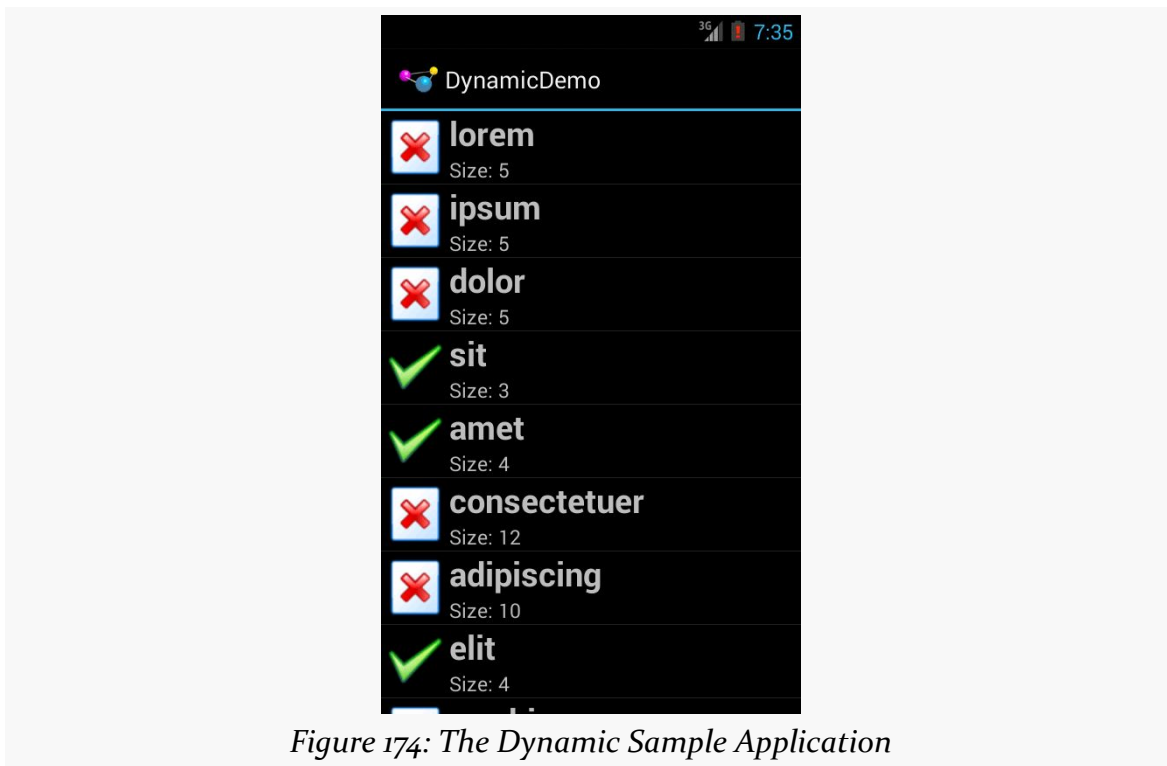 3G 7:35
DynamicDemo
lorem
Size: 5
ipsum
Size: 5
dolor
Size: 5
sit
Size: 3
amet
Size: 4
consectetuer
Size: 12
adipiscing
Size: 10
elit
Size: 4
Figure 174: The Dynamic Sample Application